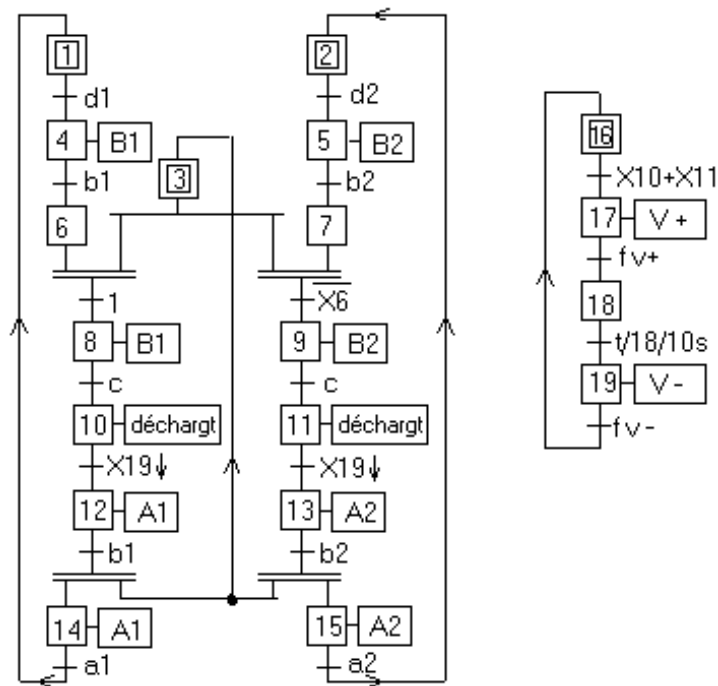 1
d1
4 B1
b1
6
3
2
d2
5 B2
b2
7
1
8 B1
c
10 déchargt
X19↓
12 A1
b1
14 A1
a1
X̅6̅
9 B2
c
11 déchargt
X19↓
13 A2
b2
15 A2
a2
16
X10+X11
17 V+
fv+
18
t/18/10s
19 V-
fv-